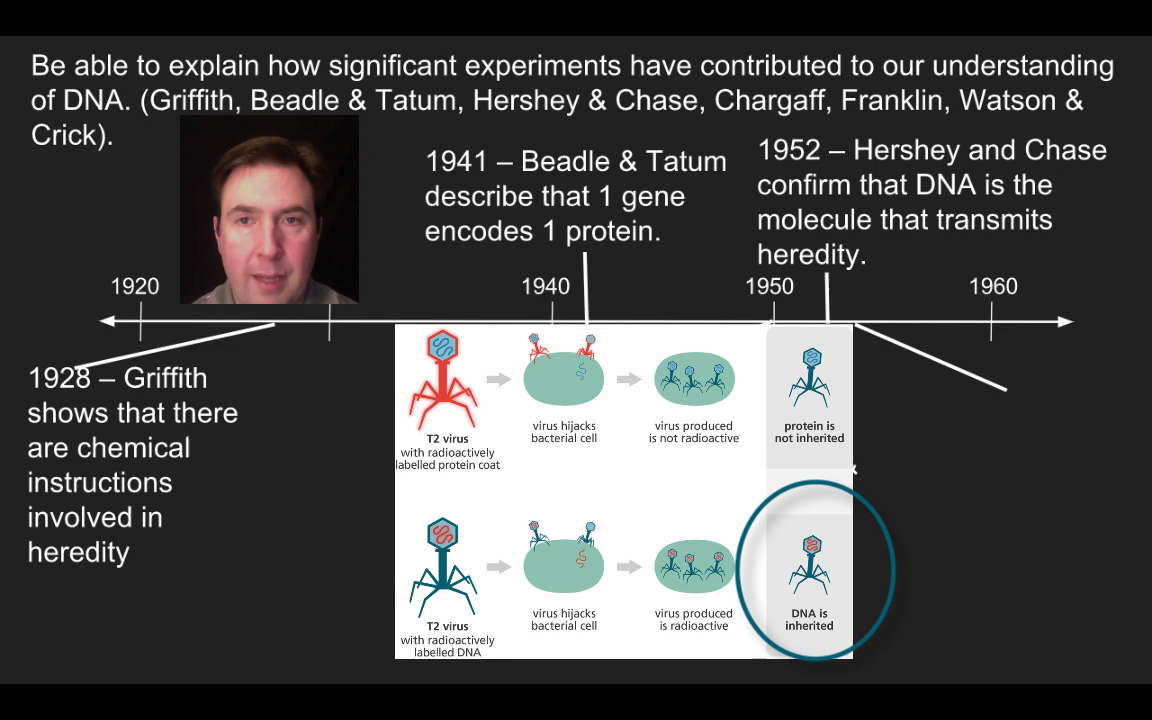 Be able to explain how significant experiments have contributed to our understanding
of DNA. (Griffith, Beadle & Tatum, Hershey & Chase, Chargaff, Franklin, Watson &
Crick).
1941 – Beadle & Tatum
describe that 1 gene
encodes 1 protein.
1952 – Hershey and Chase
confirm that DNA is the
molecule that transmits
heredity.
1920
1940
1950
1960
1928 – Griffith
shows that there
are chemical
instructions
involved in
heredity
T2 virus
with radioactively
labelled protein coat
virus hijacks
bacterial cell
virus produced
is not radioactive
protein is
not inherited
T2 virus
with radioactively
labelled DNA
virus hijacks
bacterial cell
virus produced
is radioactive
DNA is
inherited